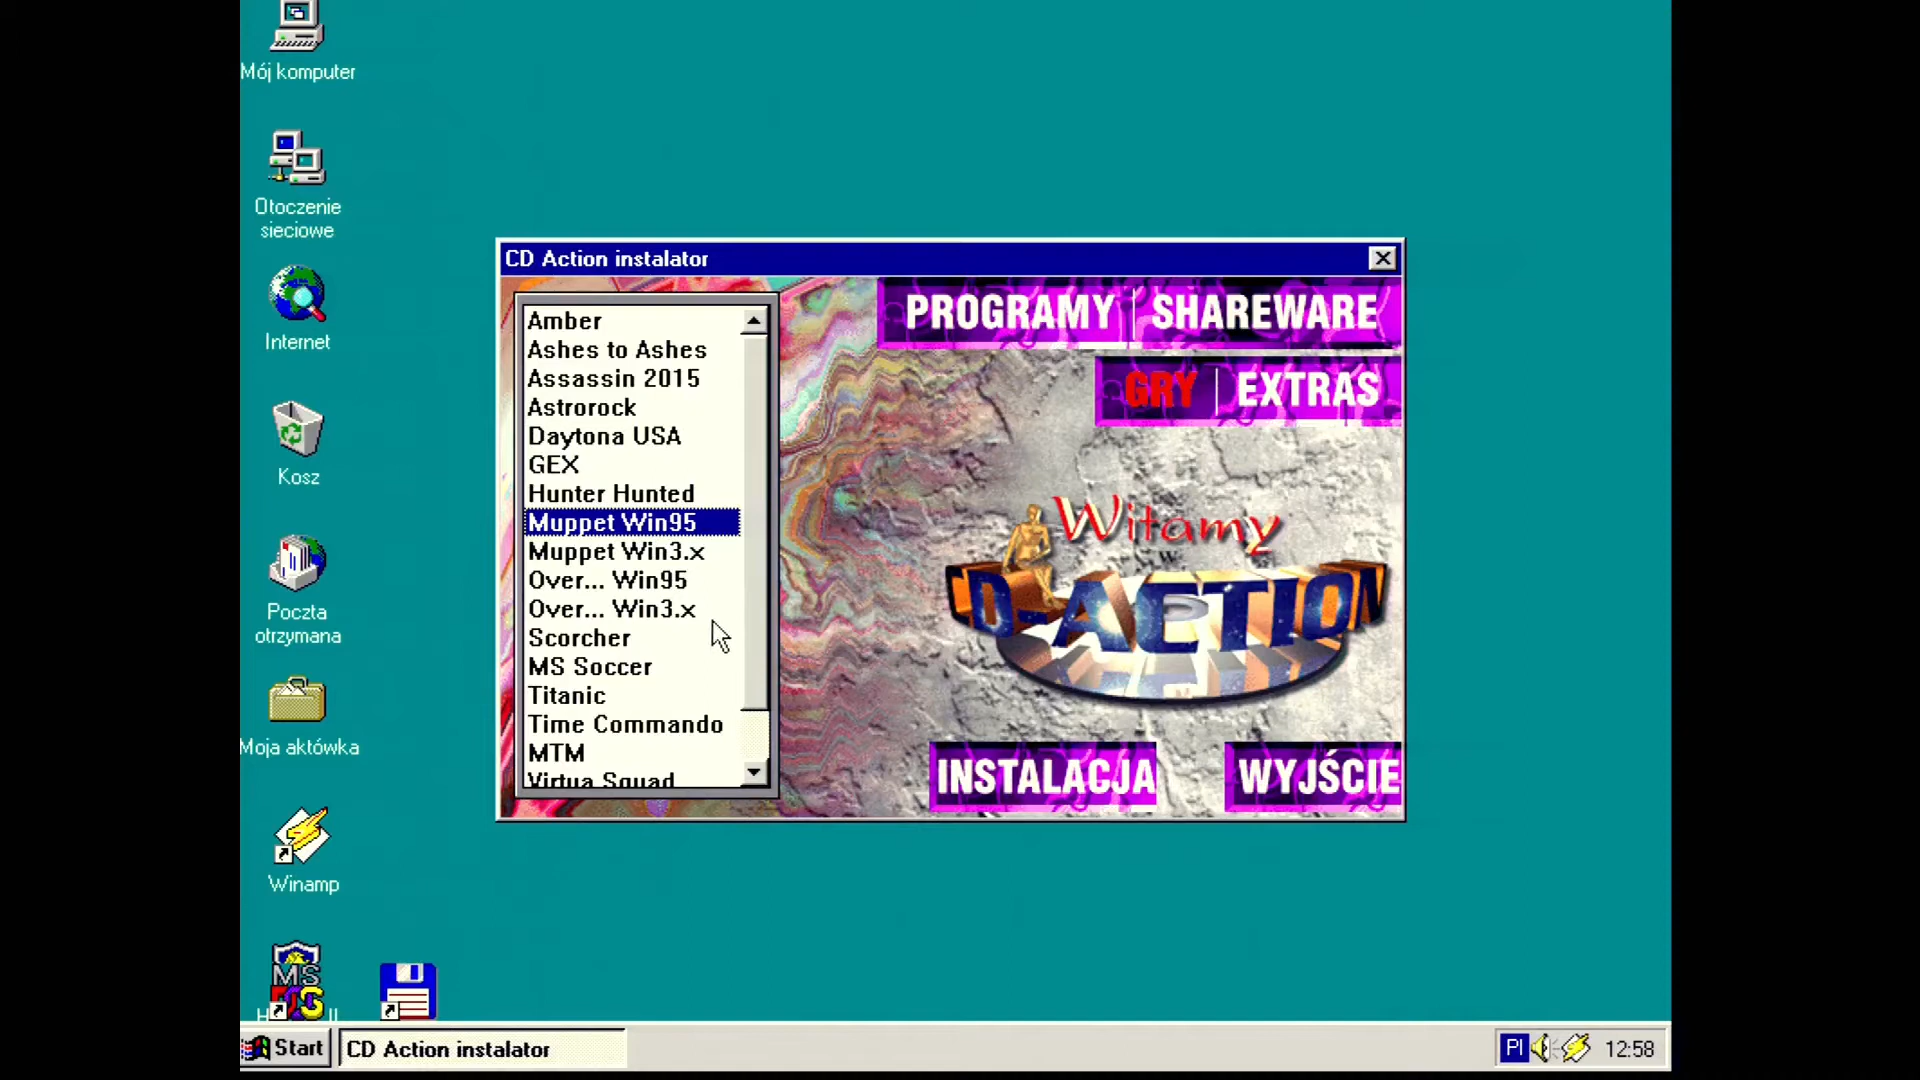 Mój komputer
Otoczenie
sieciowe
Internet
Kosz
Poczta
otrzymana
Moja aktówka
Winamp
MS
CD Action instalator
Amber
Ashes to Ashes
Assassin 2015
Astrorock
Daytona USA
GEX
Hunter Hunted
Muppet Win95
Muppet Win3.x
Over... Win95
Over... Win3.x
Scorcher
MS Soccer
Titanic
Time Commando
MTM
Virtua Squad
PROGRAMY | SHAREWARE
GRY | EXTRAS
Witamy
w
CD-ACTION
INSTALACJA
WYJŚCIE
Start
CD Action instalator
Pl
12:58